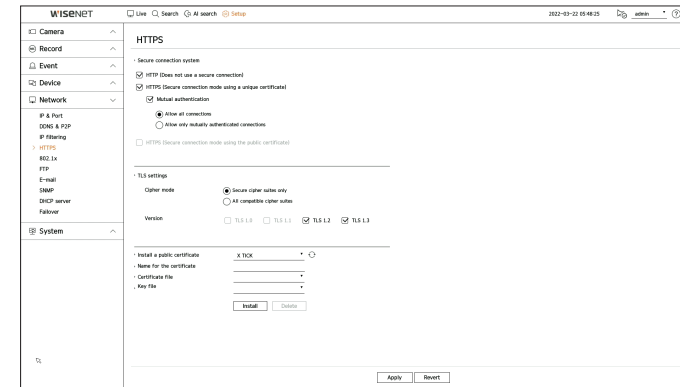 WISENET
Live Search AI search Setup
2022-03-22 05:48:25 admin
Camera
Record
Event
Device
Network
IP & Port
DDNS & P2P
IP filtering
HTTPS
802.1x
FTP
E-mail
SNMP
DHCP server
Failover
System
HTTPS
Secure connection system
HTTP (Does not use a secure connection)
HTTPS (Secure connection mode using a unique certificate)
Mutual authentication
Allow all connections
Allow only mutually authenticated connections
HTTPS (Secure connection mode using the public certificate)
TLS settings
Cipher mode Secure cipher suites only
All compatible cipher suites
Version TLS 1.0 TLS 1.1 TLS 1.2 TLS 1.3
Install a public certificate X TICK
Name for the certificate
Certificate file
Key file
Install Delete
Apply Revert